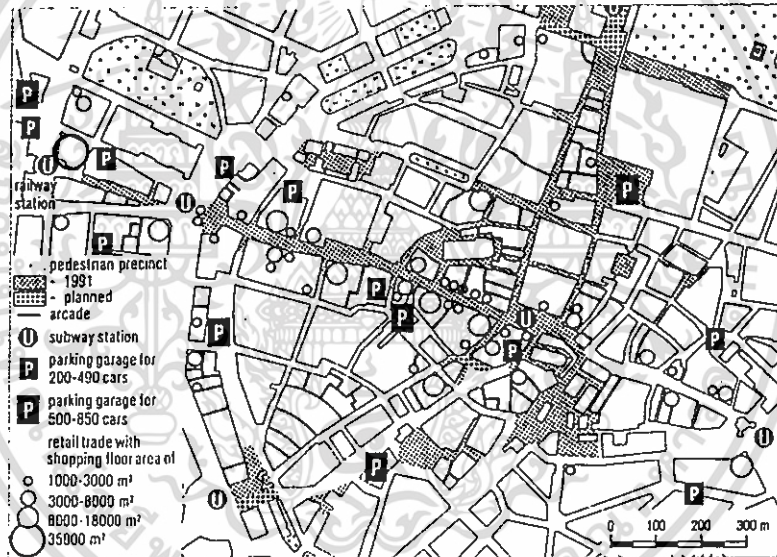 P
P
P
U
railway
station
U
P
P
P
P
U
P
P
U
P
P
P
P
U
U
P
pedestrian precinct
- 1991
- planned
arcade
U subway station
P parking garage for
200-490 cars
P parking garage for
500-850 cars
retail trade with
shopping floor area of
1000-3000 m²
3000-8000 m²
8000-18000 m²
35000 m²
0 100 200 300 m